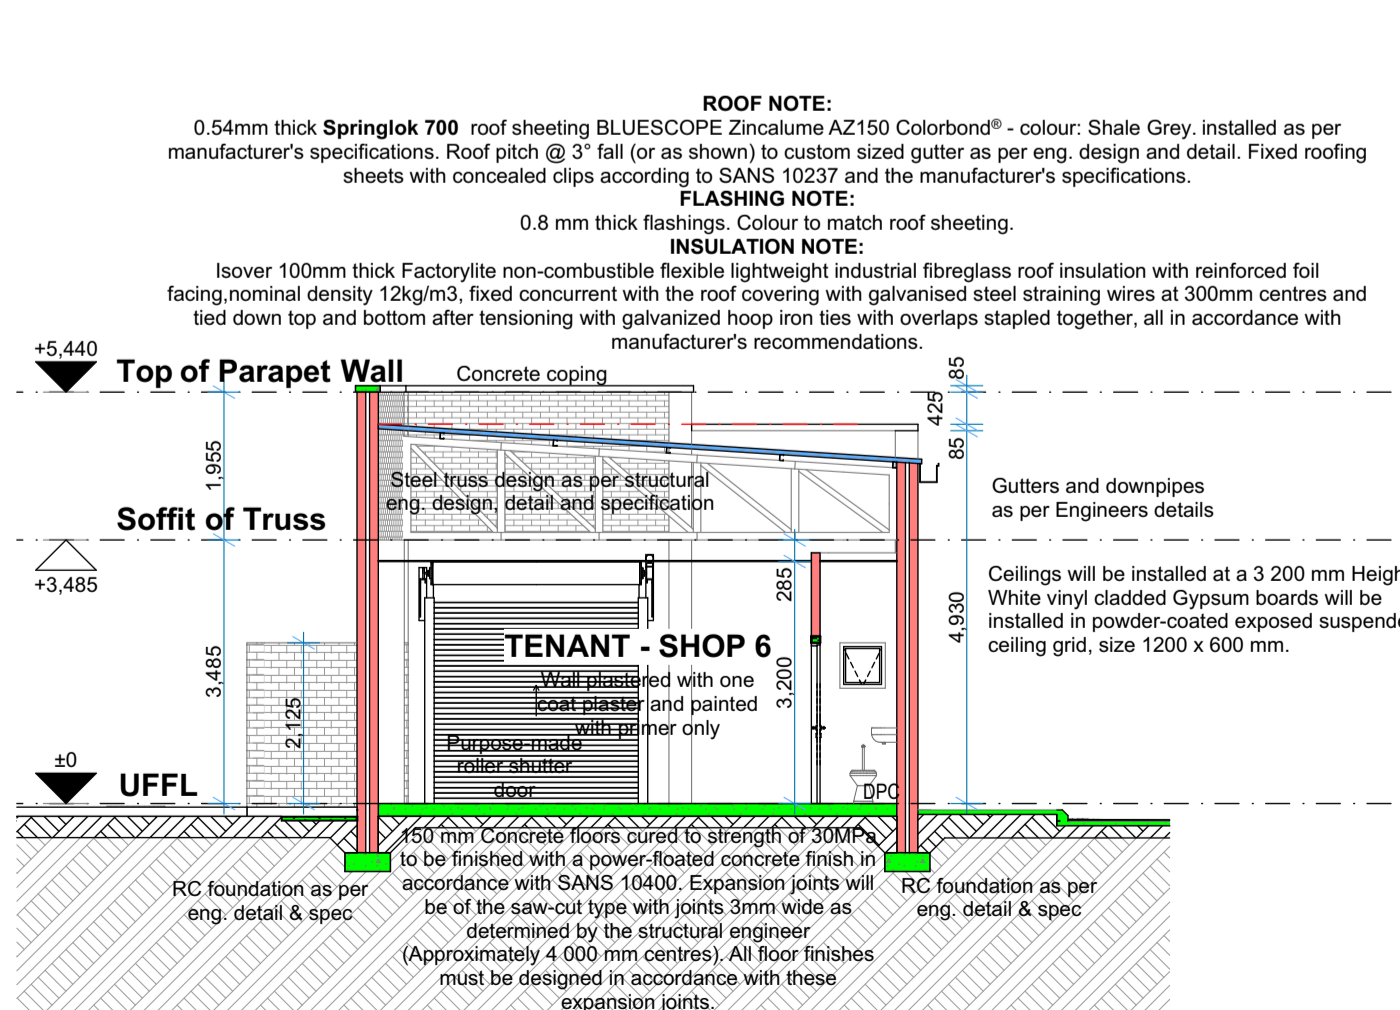 ROOF NOTE:
0.54mm thick Springlok 700 roof sheeting BLUESCOPE Zincalume AZ150 Colorbond® - colour: Shale Grey. installed as per
manufacturer's specifications. Roof pitch @ 3° fall (or as shown) to custom sized gutter as per eng. design and detail. Fixed roofing
sheets with concealed clips according to SANS 10237 and the manufacturer's specifications.
FLASHING NOTE:
0.8 mm thick flashings. Colour to match roof sheeting.
INSULATION NOTE:
Isover 100mm thick Factorylite non-combustible flexible lightweight industrial fibreglass roof insulation with reinforced foil
facing,nominal density 12kg/m3, fixed concurrent with the roof covering with galvanised steel straining wires at 300mm centres and
tied down top and bottom after tensioning with galvanized hoop iron ties with overlaps stapled together, all in accordance with
manufacturer's recommendations.
+5,440
Top of Parapet Wall
Concrete coping
85
425
85
1,955
Steel truss design as per structural
eng. design, detail and specification
Gutters and downpipes
as per Engineers details
Soffit of Truss
+3,485
285
Ceilings will be installed at a 3 200 mm Heigh
White vinyl cladded Gypsum boards will be
installed in powder-coated exposed suspende
ceiling grid, size 1200 x 600 mm.
4,930
TENANT - SHOP 6
3,485
3,200
2,125
Wall plastered with one
coat plaster and painted
with primer only
Purpose-made
roller shutter
door
±0
UFFL
DPC
150 mm Concrete floors cured to strength of 30MPa
to be finished with a power-floated concrete finish in
accordance with SANS 10400. Expansion joints will
be of the saw-cut type with joints 3mm wide as
determined by the structural engineer
(Approximately 4 000 mm centres). All floor finishes
must be designed in accordance with these
expansion joints.
RC foundation as per
eng. detail & spec
RC foundation as per
eng. detail & spec